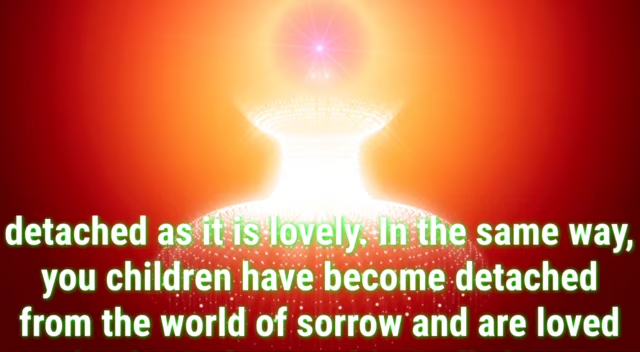 detached as it is lovely. In the same way,
you children have become detached
from the world of sorrow and are loved